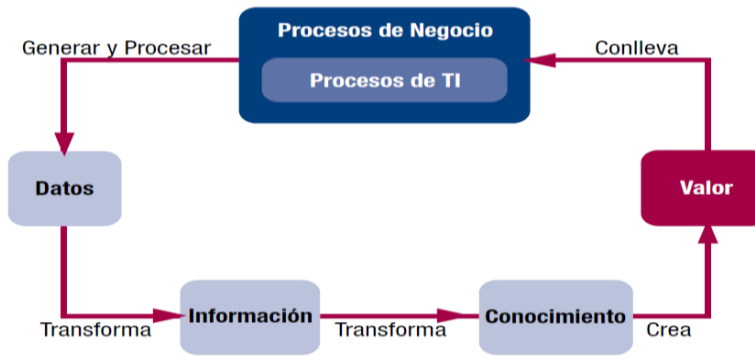 Procesos de Negocio
Generar y Procesar
Conlleva
Procesos de TI
Datos
Valor
Información
Conocimiento
Transforma
Transforma
Crea